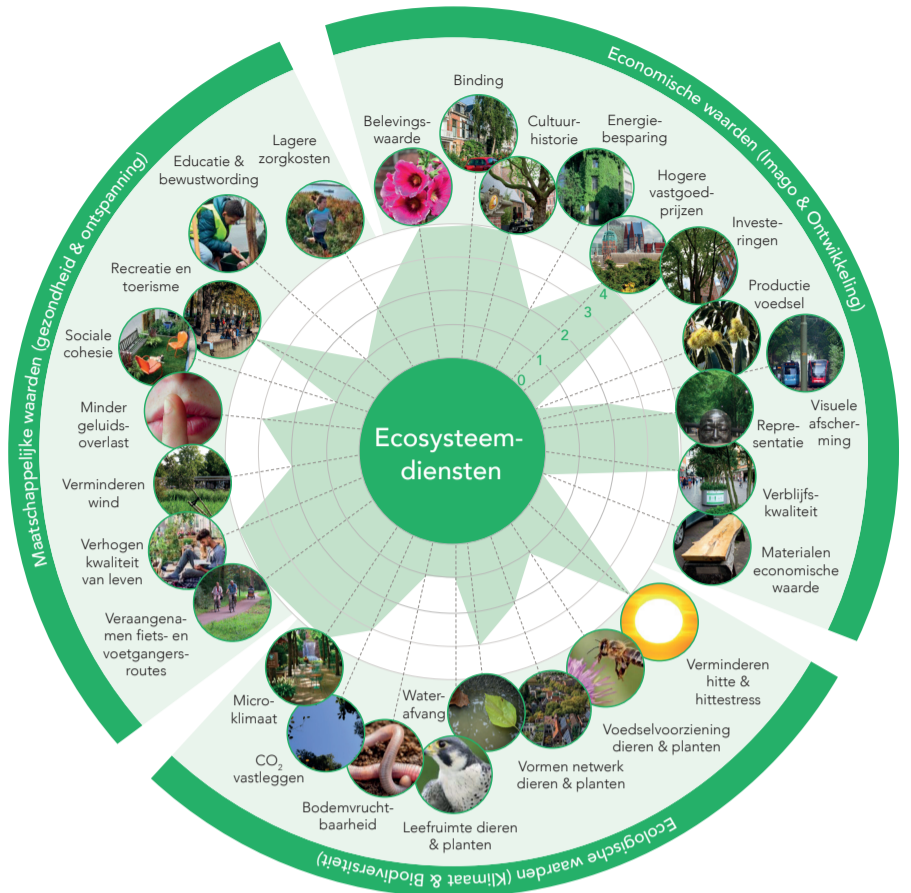 Economische waarden (Imago & Ontwikkeling)
Binding
Belevings-
waarde
Cultuur-
historie
Energie-
besparing
Hogere
vastgoed-
prijzen
Investe-
ringen
Productie
voedsel
Visuele
afscher-
ming
Repre-
sentatie
Verblijfs-
kwaliteit
Materialen
economische
waarde
Maatschappelijke waarden (gezondheid & ontspanning)
Lagere
zorgkosten
Educatie &
bewustwording
Recreatie en
toerisme
Sociale
cohesie
Minder
geluids-
overlast
Verminderen
wind
Verhogen
kwaliteit
van leven
Veraangena-
men fiets- en
voetgangers-
routes
4
3
2
1
0
Ecosysteem-
diensten
Micro-
klimaat
CO₂
vastleggen
Bodemvrucht-
baarheid
Leefruimte dieren
& planten
Water-
afvang
Vormen netwerk
dieren & planten
Voedselvoorziening
dieren & planten
Verminderen
hitte &
hittestress
Ecologische waarden (Klimaat & Biodiversiteit)